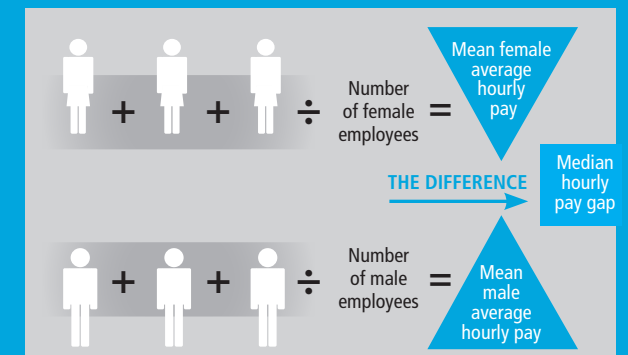 + + ÷
Number
of female
employees
=
Mean female
average
hourly
pay
THE DIFFERENCE
Median
hourly
pay gap
+ + ÷
Number
of male
employees
=
Mean
male
average
hourly pay